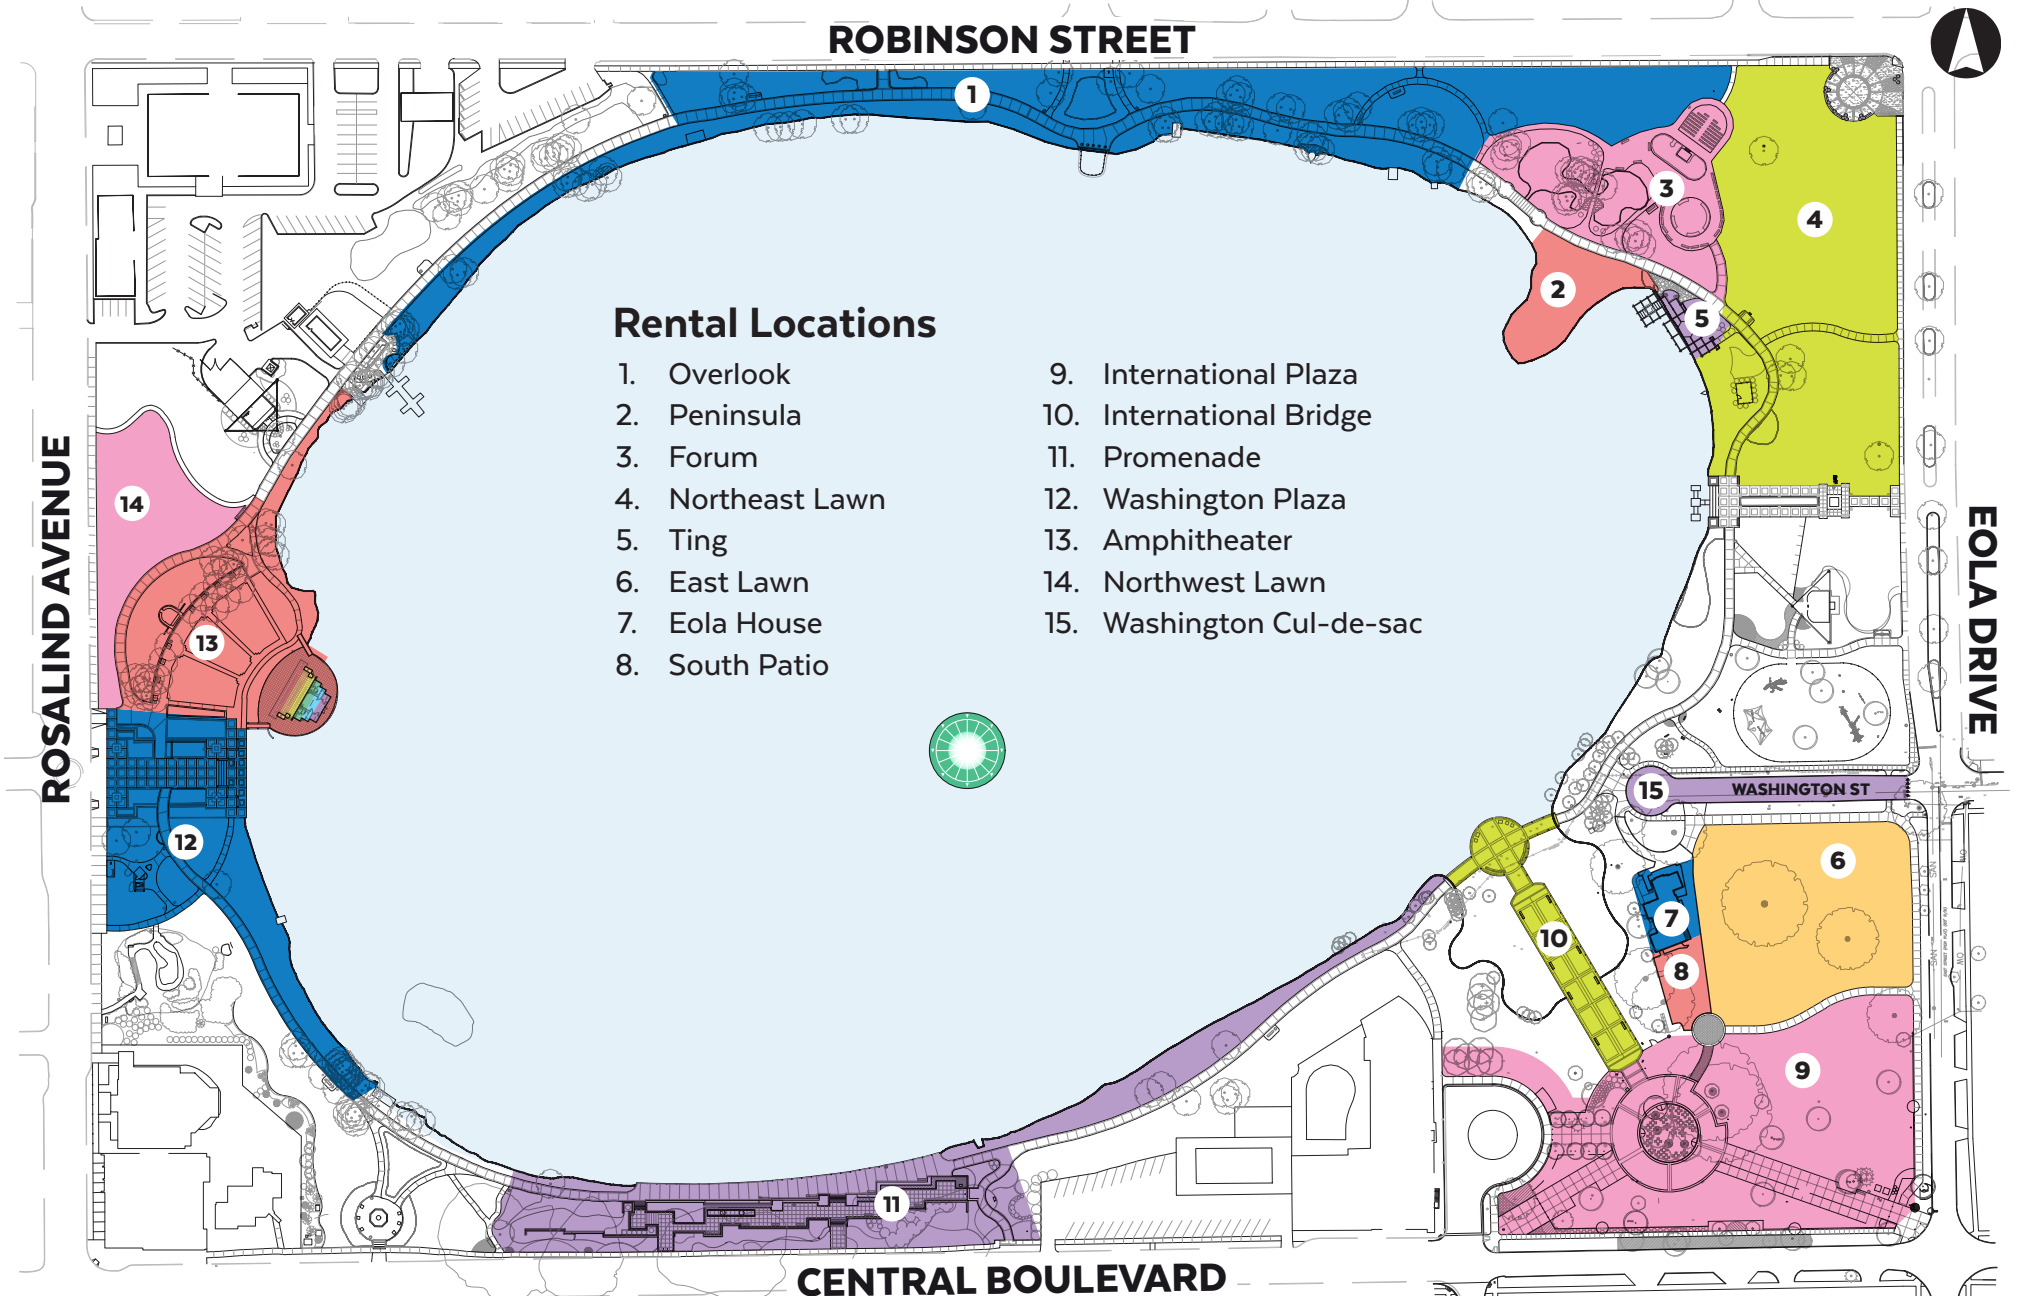 ROBINSON STREET
1
3
4
2
5
Rental Locations
1. Overlook
2. Peninsula
3. Forum
4. Northeast Lawn
5. Ting
6. East Lawn
7. Eola House
8. South Patio
9. International Plaza
10. International Bridge
11. Promenade
12. Washington Plaza
13. Amphitheater
14. Northwest Lawn
15. Washington Cul-de-sac
ROSALIND AVENUE
14
13
12
EOLA DRIVE
15
WASHINGTON ST
6
7
10
8
9
11
CENTRAL BOULEVARD